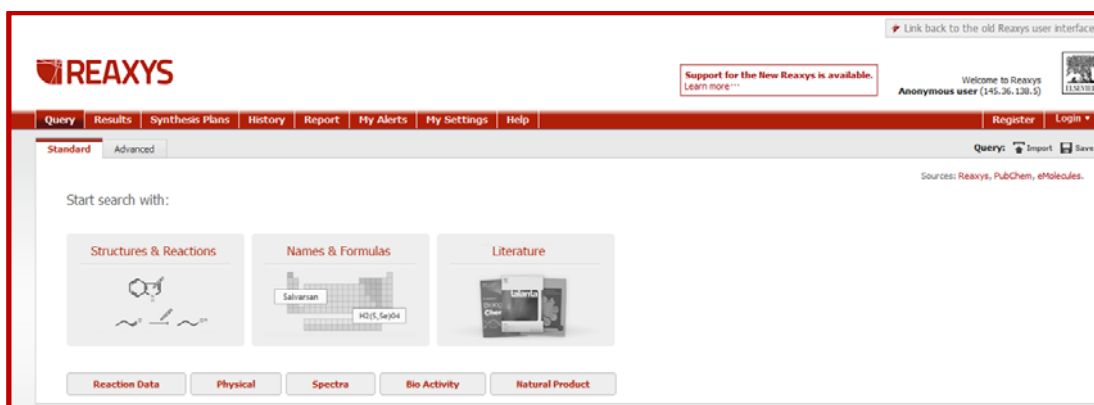 Link back to the old Reaxys user interface
REAXYS
Support for the New Reaxys is available.
Learn more
Welcome to Reaxys
Anonymous user (145.36.138.5)
ELSEVIER
Query Results Synthesis Plans History Report My Alerts My Settings Help Register Login
Standard Advanced Query: Import Save
Sources: Reaxys, PubChem, eMolecules.
Start search with:
Structures & Reactions Names & Formulas Literature
Salvarsan
H2(S,Se)O4
talanta
Reaction Data Physical Spectra Bio Activity Natural Product